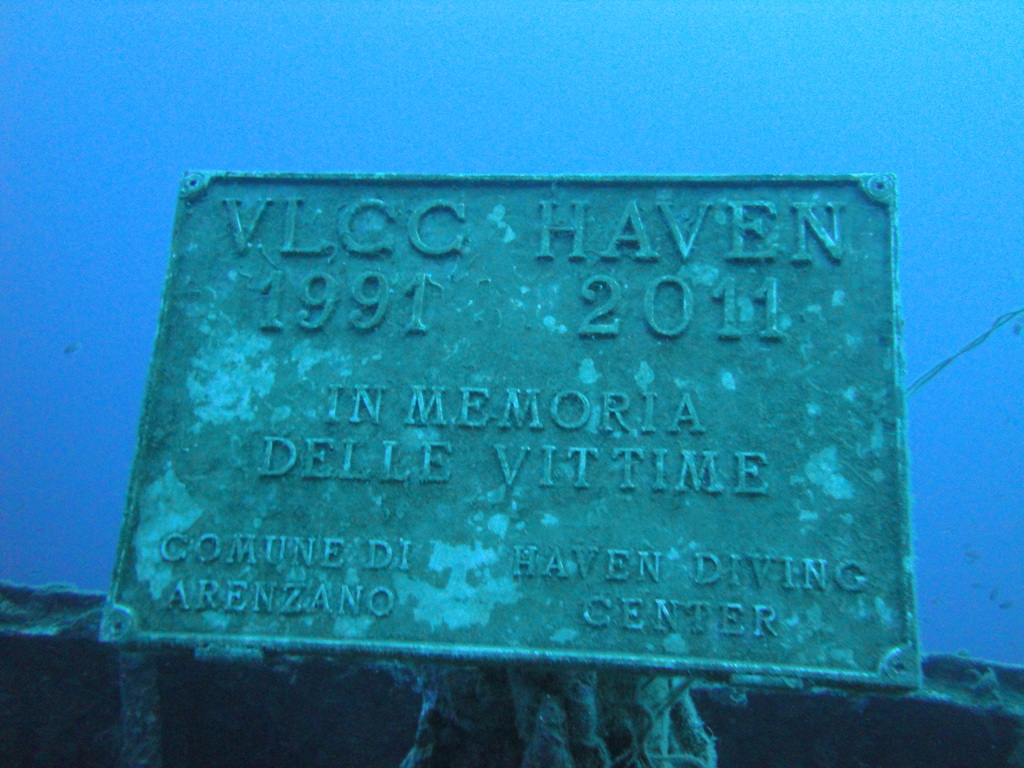 VLCC HAVEN
1991 2011
IN MEMORIA
DELLE VITTIME
COMUNE DI
ARENZANO
HAVEN DIVING
CENTER